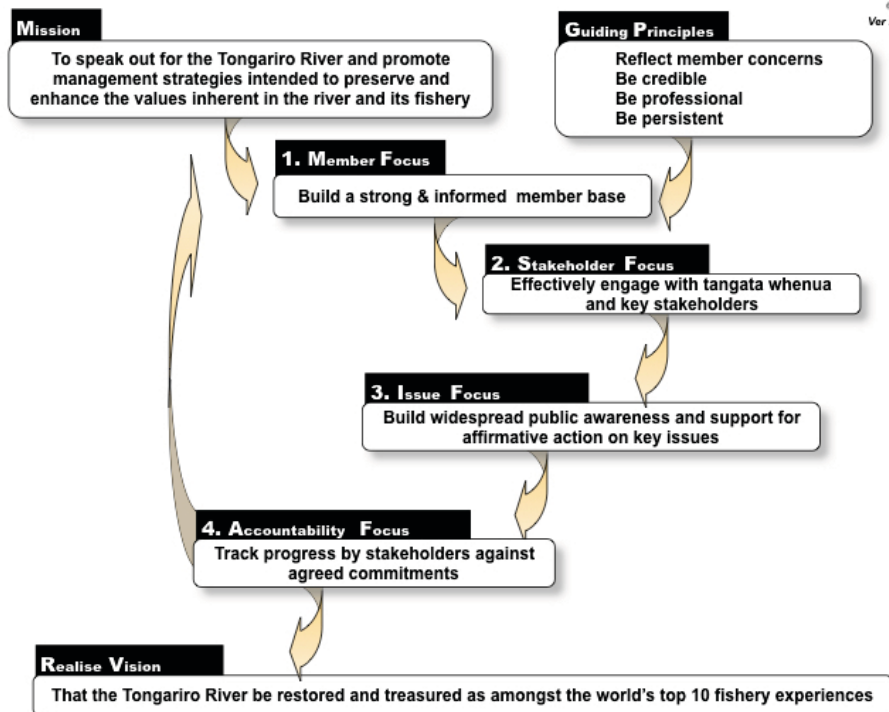 Mission
To speak out for the Tongariro River and promote
management strategies intended to preserve and
enhance the values inherent in the river and its fishery
Guiding Principles
Reflect member concerns
Be credible
Be professional
Be persistent
Ver
1. Member Focus
Build a strong & informed member base
2. Stakeholder Focus
Effectively engage with tangata whenua
and key stakeholders
3. Issue Focus
Build widespread public awareness and support for
affirmative action on key issues
4. Accountability Focus
Track progress by stakeholders against
agreed commitments
Realise Vision
That the Tongariro River be restored and treasured as amongst the world's top 10 fishery experiences